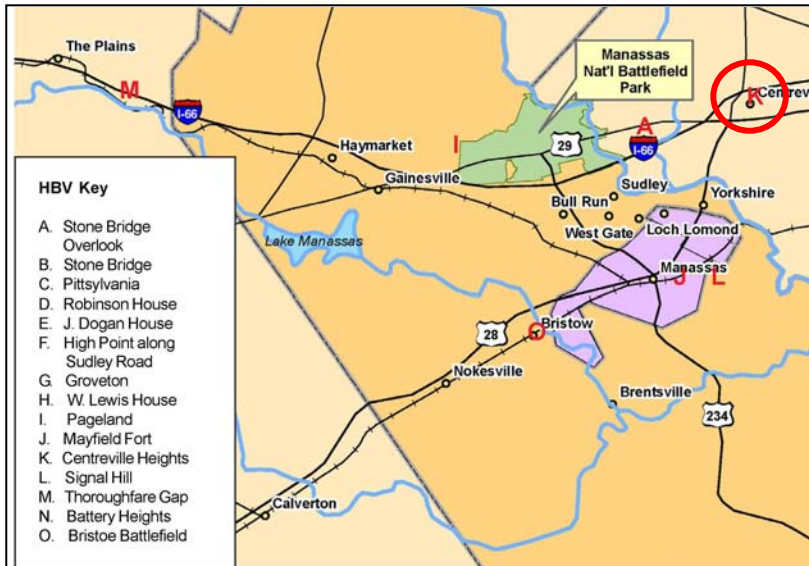 The Plains
M
I-66
Manassas
Nat'l Battlefield
Park
K
Centrev
A
I
29
I-66
Haymarket
Gainesville
Sudley
Bull Run
Yorkshire
West Gate
Loch Lomond
Lake Manassas
Manassas
J
L
Bristow
O
28
Nokesville
Brentsville
234
Calverton
HBV Key
A. Stone Bridge
Overlook
B. Stone Bridge
C. Pittsylvania
D. Robinson House
E. J. Dogan House
F. High Point along
Sudley Road
G. Groveton
H. W. Lewis House
I. Pageland
J. Mayfield Fort
K. Centreville Heights
L. Signal Hill
M. Thoroughfare Gap
N. Battery Heights
O. Bristoe Battlefield